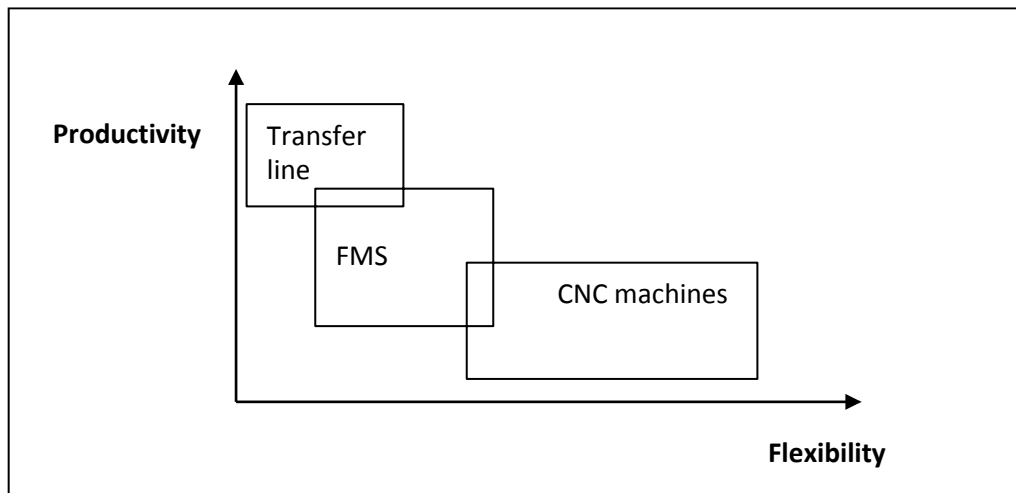 Productivity
Transfer
line
FMS
CNC machines
Flexibility